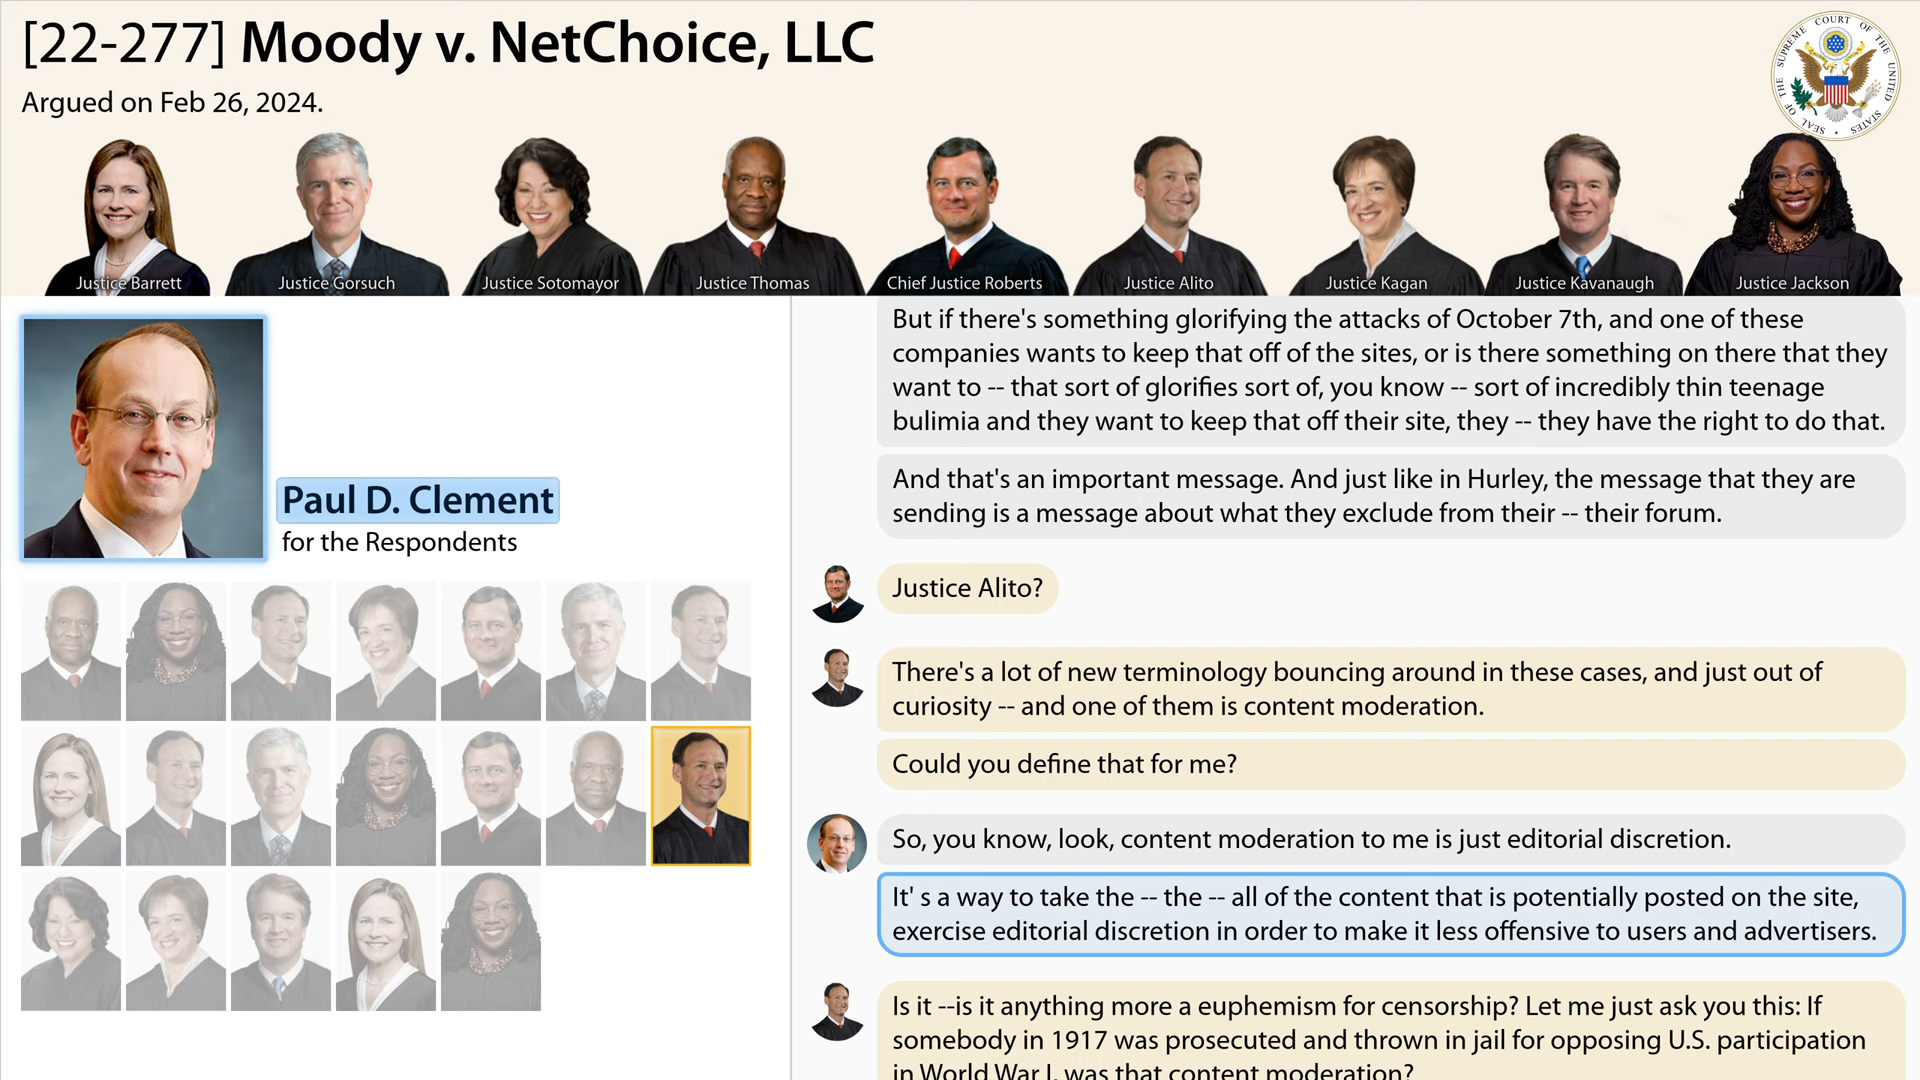 [22-277] Moody v. NetChoice, LLC
Argued on Feb 26, 2024.
SEAL OF THE SUPREME COURT OF THE UNITED STATES
Justice Barrett
Justice Gorsuch
Justice Sotomayor
Justice Thomas
Chief Justice Roberts
Justice Alito
Justice Kagan
Justice Kavanaugh
Justice Jackson
Paul D. Clement
for the Respondents
But if there's something glorifying the attacks of October 7th, and one of these
companies wants to keep that off of the sites, or is there something on there that they
want to -- that sort of glorifies sort of, you know -- sort of incredibly thin teenage
bulimia and they want to keep that off their site, they -- they have the right to do that.
And that's an important message. And just like in Hurley, the message that they are
sending is a message about what they exclude from their -- their forum.
Justice Alito?
There's a lot of new terminology bouncing around in these cases, and just out of
curiosity -- and one of them is content moderation.
Could you define that for me?
So, you know, look, content moderation to me is just editorial discretion.
It' s a way to take the -- the -- all of the content that is potentially posted on the site,
exercise editorial discretion in order to make it less offensive to users and advertisers.
Is it --is it anything more a euphemism for censorship? Let me just ask you this: If
somebody in 1917 was prosecuted and thrown in jail for opposing U.S. participation
in World War I, was that content moderation?